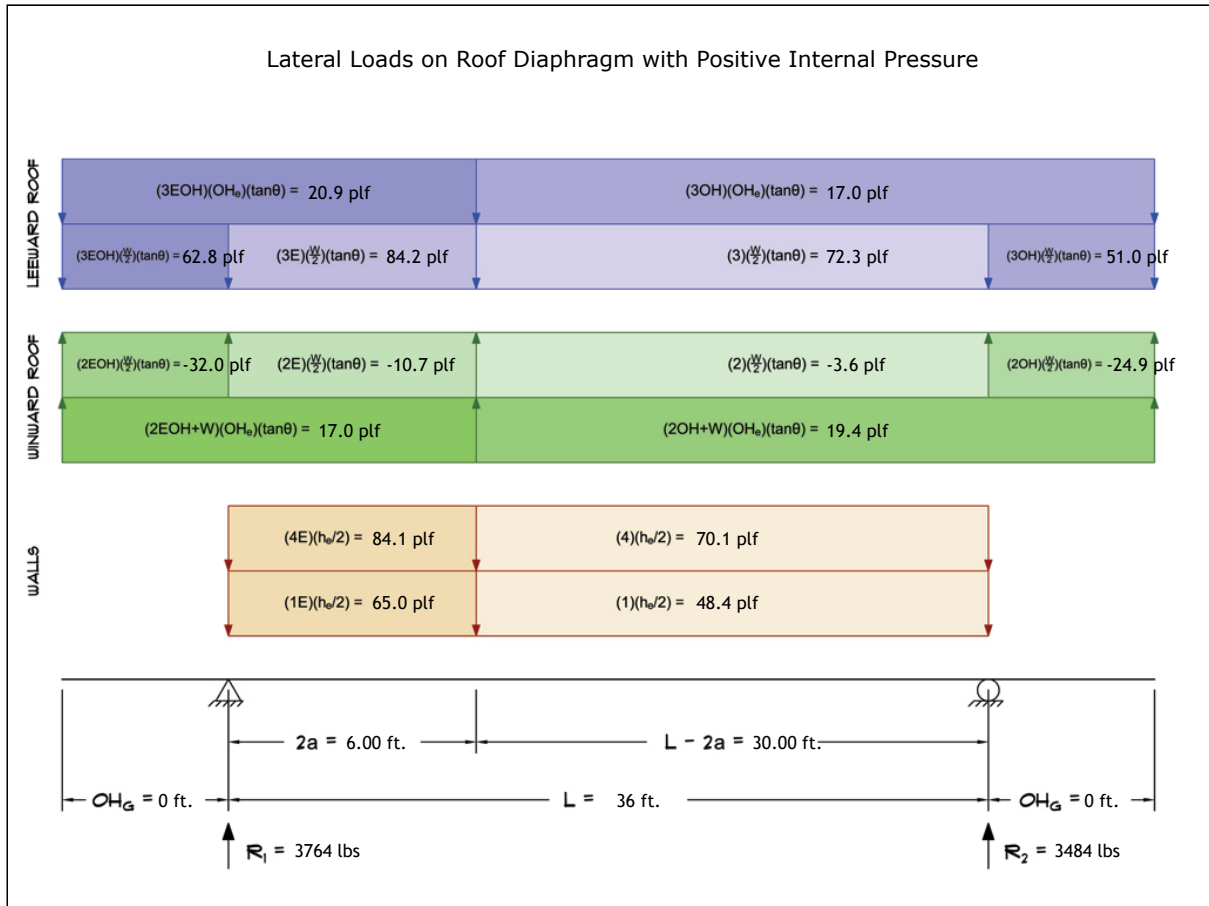 Lateral Loads on Roof Diaphragm with Positive Internal Pressure
LEEWARD ROOF
(3EOH)(OHₑ)(tanθ) = 20.9 plf
(3OH)(OHₑ)(tanθ) = 17.0 plf
(3EOH)(W/2)(tanθ) = 62.8 plf
(3E)(W/2)(tanθ) = 84.2 plf
(3)(W/2)(tanθ) = 72.3 plf
(3OH)(W/2)(tanθ) = 51.0 plf
WINWARD ROOF
(2EOH)(W/2)(tanθ) = -32.0 plf
(2E)(W/2)(tanθ) = -10.7 plf
(2)(W/2)(tanθ) = -3.6 plf
(2OH)(W/2)(tanθ) = -24.9 plf
(2EOH+W)(OHₑ)(tanθ) = 17.0 plf
(2OH+W)(OHₑ)(tanθ) = 19.4 plf
WALLS
(4E)(hₑ/2) = 84.1 plf
(4)(hₑ/2) = 70.1 plf
(1E)(hₑ/2) = 65.0 plf
(1)(hₑ/2) = 48.4 plf
2a = 6.00 ft.
L - 2a = 30.00 ft.
OH_G = 0 ft.
L = 36 ft.
OH_G = 0 ft.
R₁ = 3764 lbs
R₂ = 3484 lbs